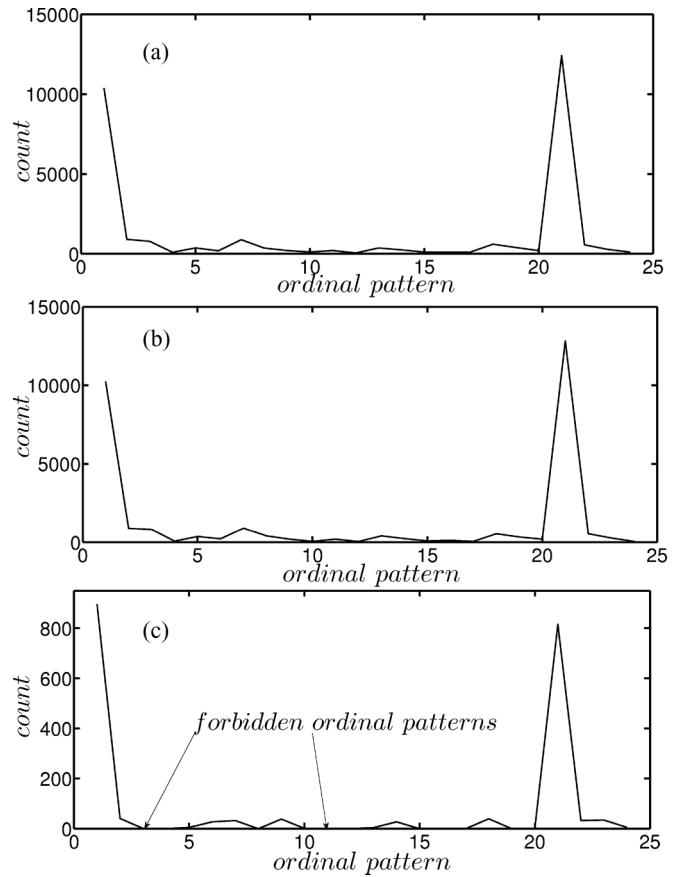 15000
(a)
10000
count
5000
0
0 5 10 15 20 25
ordinal pattern
15000
(b)
10000
count
5000
0
0 5 10 15 20 25
ordinal pattern
(c)
800
600
count
forbidden ordinal patterns
400
200
0
0 5 10 15 20 25
ordinal pattern